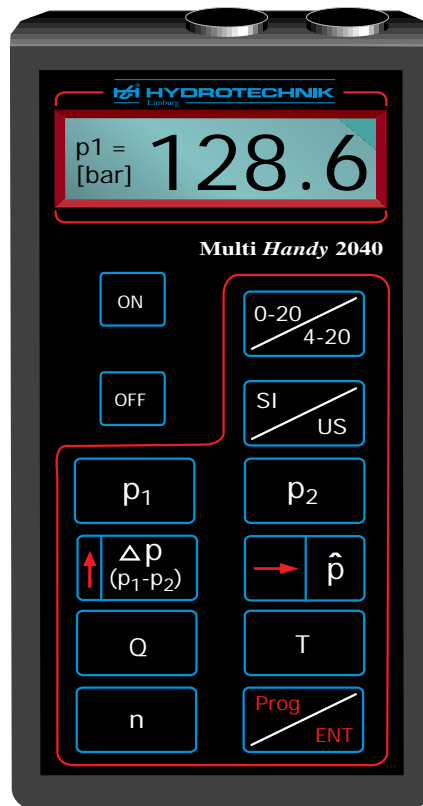 HYDROTECHNIK
Limburg
p1 =
[bar]
128.6
Multi Handy 2040
ON
0-20
4-20
OFF
SI
US
p₁
p₂
△p
(p₁-p₂)
p̂
Q
T
n
Prog
ENT